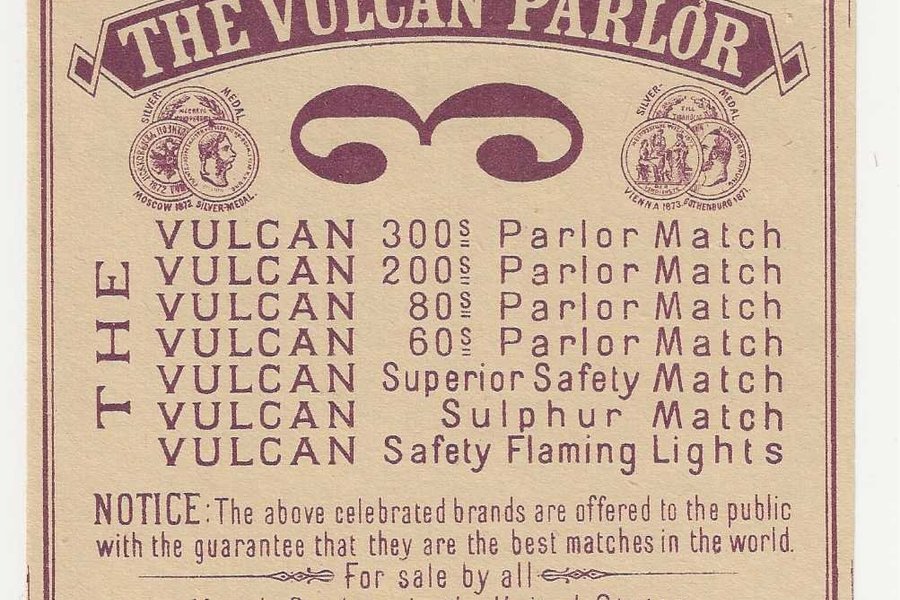 THE VULCAN PARLOR
3
SILVER- MEDAL
MOSCOW 1872 SILVER-MEDAL.
SILVER- MEDAL
VIENNA 1873. GOTHENBURG 1871.
THE
VULCAN 300s Parlor Match
VULCAN 200s Parlor Match
VULCAN 80s Parlor Match
VULCAN 60s Parlor Match
VULCAN Superior Safety Match
VULCAN Sulphur Match
VULCAN Safety Flaming Lights
NOTICE: The above celebrated brands are offered to the public
with the guarantee that they are the best matches in the world.
For sale by all